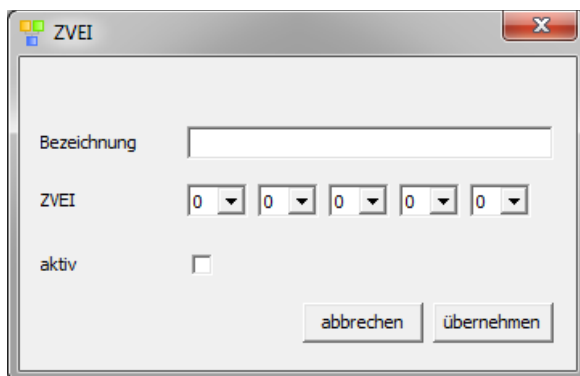 ZVEI
Bezeichnung
ZVEI 0 0 0 0 0
aktiv
abbrechen übernehmen